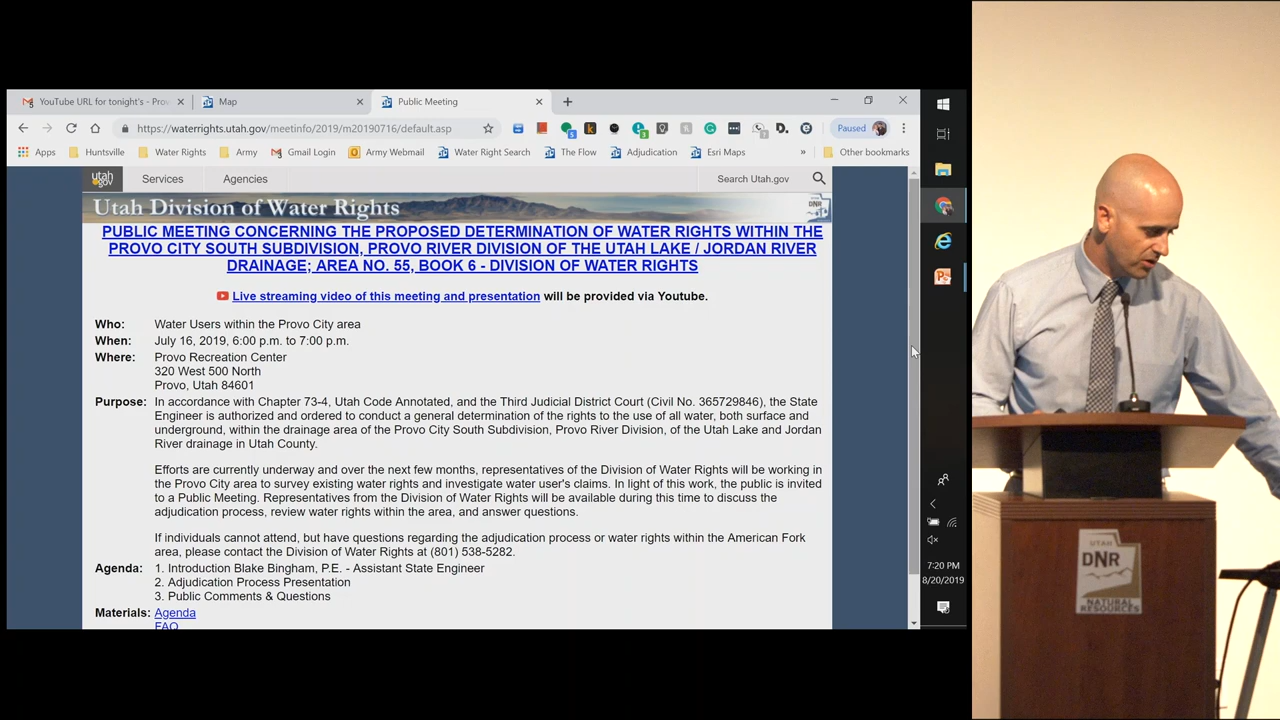 YouTube URL for tonight's - Prov
Map
Public Meeting
https://waterrights.utah.gov/meetinfo/2019/m20190716/default.asp
Paused
Apps
Huntsville
Water Rights
Army
Gmail Login
Army Webmail
Water Right Search
The Flow
Adjudication
Esri Maps
»
Other bookmarks
utah
gov
Services
Agencies
Search Utah.gov
Utah Division of Water Rights
DNR
PUBLIC MEETING CONCERNING THE PROPOSED DETERMINATION OF WATER RIGHTS WITHIN THE
PROVO CITY SOUTH SUBDIVISION, PROVO RIVER DIVISION OF THE UTAH LAKE / JORDAN RIVER
DRAINAGE; AREA NO. 55, BOOK 6 - DIVISION OF WATER RIGHTS
Live streaming video of this meeting and presentation will be provided via Youtube.
Who: Water Users within the Provo City area
When: July 16, 2019, 6:00 p.m. to 7:00 p.m.
Where: Provo Recreation Center
320 West 500 North
Provo, Utah 84601
Purpose: In accordance with Chapter 73-4, Utah Code Annotated, and the Third Judicial District Court (Civil No. 365729846), the State
Engineer is authorized and ordered to conduct a general determination of the rights to the use of all water, both surface and
underground, within the drainage area of the Provo City South Subdivision, Provo River Division, of the Utah Lake and Jordan
River drainage in Utah County.
Efforts are currently underway and over the next few months, representatives of the Division of Water Rights will be working in
the Provo City area to survey existing water rights and investigate water user's claims. In light of this work, the public is invited
to a Public Meeting. Representatives from the Division of Water Rights will be available during this time to discuss the
adjudication process, review water rights within the area, and answer questions.
If individuals cannot attend, but have questions regarding the adjudication process or water rights within the American Fork
area, please contact the Division of Water Rights at (801) 538-5282.
Agenda: 1. Introduction Blake Bingham, P.E. - Assistant State Engineer
2. Adjudication Process Presentation
3. Public Comments & Questions
Materials: Agenda
FAQ
7:20 PM
8/20/2019
UTAH
DNR
NATURAL
RESOURCES